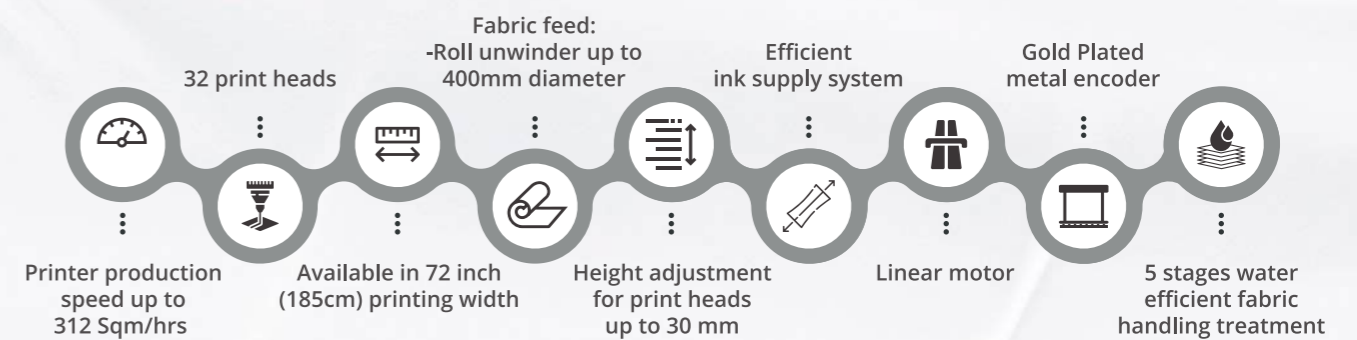 Printer production
speed up to
312 Sqm/hrs
32 print heads
Available in 72 inch
(185cm) printing width
Fabric feed:
-Roll unwinder up to
400mm diameter
Height adjustment
for print heads
up to 30 mm
Efficient
ink supply system
Linear motor
Gold Plated
metal encoder
5 stages water
efficient fabric
handling treatment